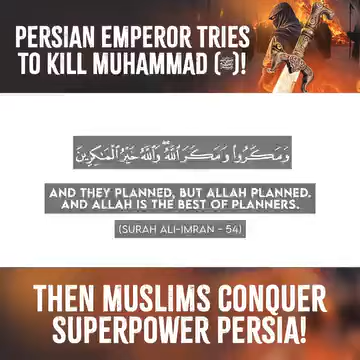 PERSIAN EMPEROR TRIES
TO KILL MUHAMMAD (ﷺ)!
وَمَكَرُوا وَمَكَرَ اللَّهُ ۖ وَاللَّهُ خَيْرُ الْمَاكِرِينَ
AND THEY PLANNED, BUT ALLAH PLANNED.
AND ALLAH IS THE BEST OF PLANNERS.
(SURAH ALI-IMRAN - 54)
THEN MUSLIMS CONQUER
SUPERPOWER PERSIA!